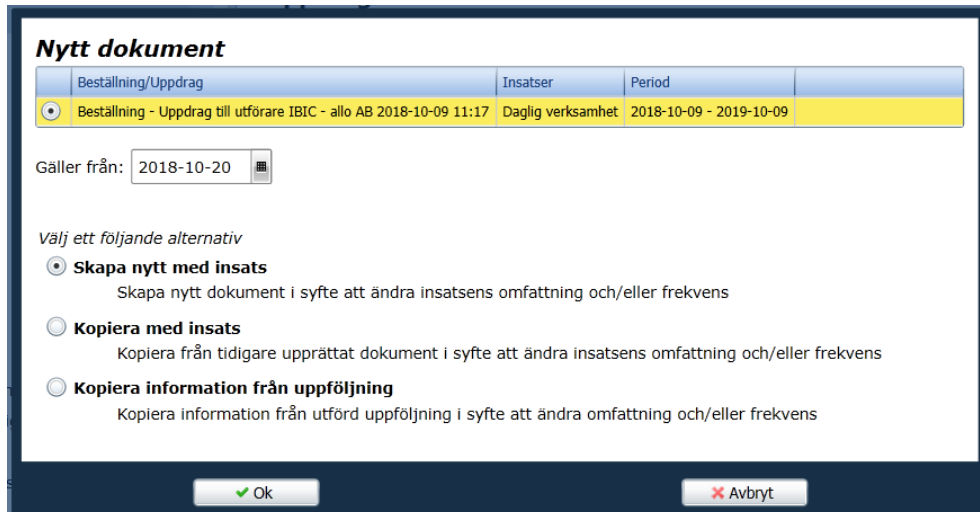 Nytt dokument
Beställning/Uppdrag Insatser Period
Beställning - Uppdrag till utförare IBIC - allo AB 2018-10-09 11:17 Daglig verksamhet 2018-10-09 - 2019-10-09
Gäller från: 2018-10-20
Välj ett följande alternativ
Skapa nytt med insats
Skapa nytt dokument i syfte att ändra insatsens omfattning och/eller frekvens
Kopiera med insats
Kopiera från tidigare upprättat dokument i syfte att ändra insatsens omfattning och/eller frekvens
Kopiera information från uppföljning
Kopiera information från utförd uppföljning i syfte att ändra omfattning och/eller frekvens
Ok Avbryt